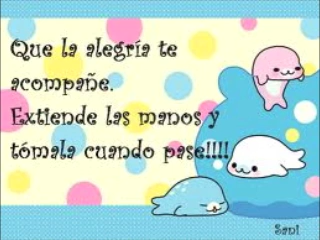 Que la alegría te
acompañe.
Extiende las manos y
tómala cuando pase!!!!
Sani